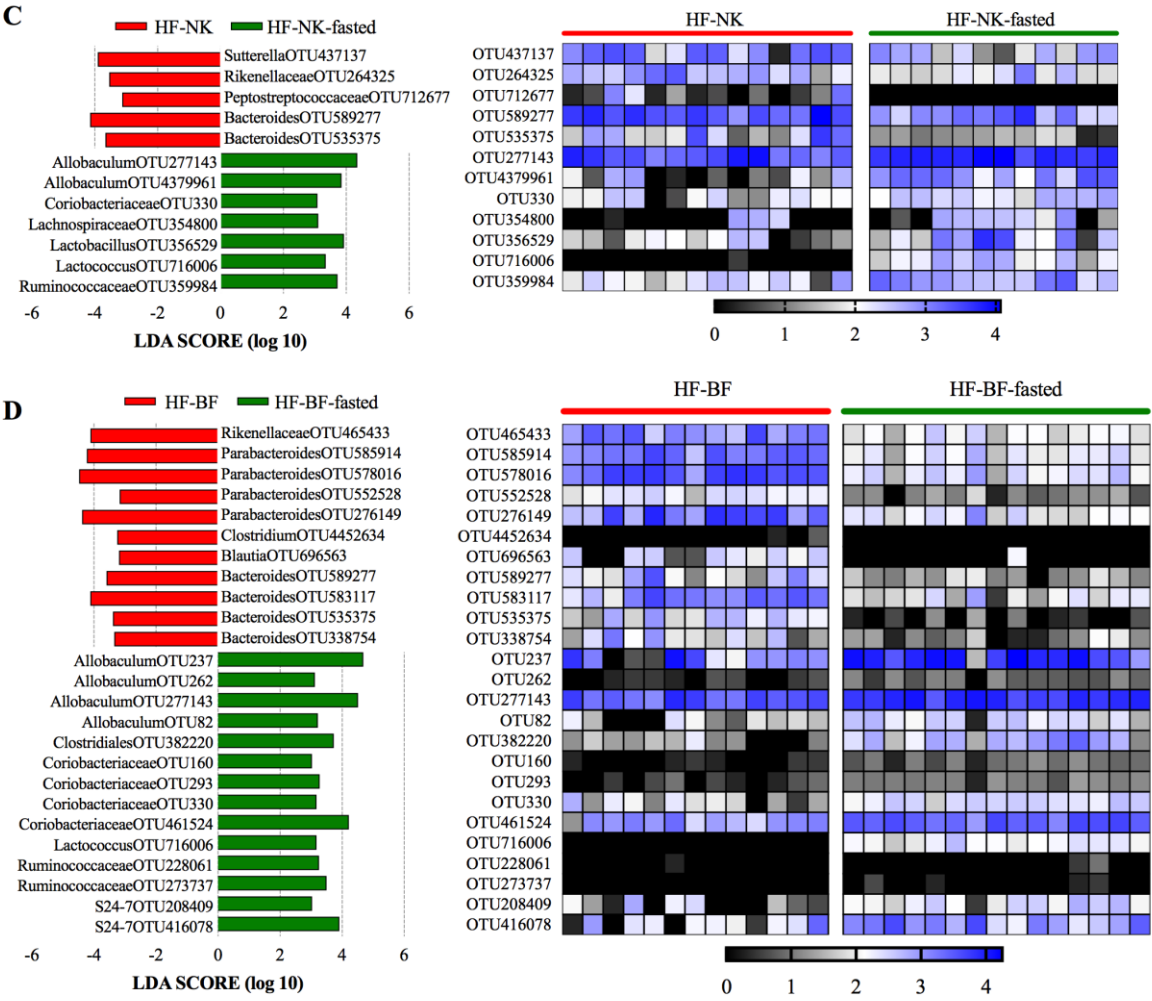 C
HF-NK HF-NK-fasted
SutterellaOTU437137
RikenellaceaeOTU264325
PeptostreptococcaceaeOTU712677
BacteroidesOTU589277
BacteroidesOTU535375
AllobaculumOTU277143
AllobaculumOTU4379961
CoriobacteriaceaeOTU330
LachnospiraceaeOTU354800
LactobacillusOTU356529
LactococcusOTU716006
RuminococcaceaeOTU359984
-6 -4 -2 0 2 4 6
LDA SCORE (log 10)
HF-NK HF-NK-fasted
OTU437137
OTU264325
OTU712677
OTU589277
OTU535375
OTU277143
OTU4379961
OTU330
OTU354800
OTU356529
OTU716006
OTU359984
0 1 2 3 4
D
HF-BF HF-BF-fasted
RikenellaceaeOTU465433
ParabacteroidesOTU585914
ParabacteroidesOTU578016
ParabacteroidesOTU552528
ParabacteroidesOTU276149
ClostridiumOTU4452634
BlautiaOTU696563
BacteroidesOTU589277
BacteroidesOTU583117
BacteroidesOTU535375
BacteroidesOTU338754
AllobaculumOTU237
AllobaculumOTU262
AllobaculumOTU277143
AllobaculumOTU82
ClostridialesOTU382220
CoriobacteriaceaeOTU160
CoriobacteriaceaeOTU293
CoriobacteriaceaeOTU330
CoriobacteriaceaeOTU461524
LactococcusOTU716006
RuminococcaceaeOTU228061
RuminococcaceaeOTU273737
S24-7OTU208409
S24-7OTU416078
-6 -4 -2 0 2 4 6
LDA SCORE (log 10)
HF-BF HF-BF-fasted
OTU465433
OTU585914
OTU578016
OTU552528
OTU276149
OTU4452634
OTU696563
OTU589277
OTU583117
OTU535375
OTU338754
OTU237
OTU262
OTU277143
OTU82
OTU382220
OTU160
OTU293
OTU330
OTU461524
OTU716006
OTU228061
OTU273737
OTU208409
OTU416078
0 1 2 3 4